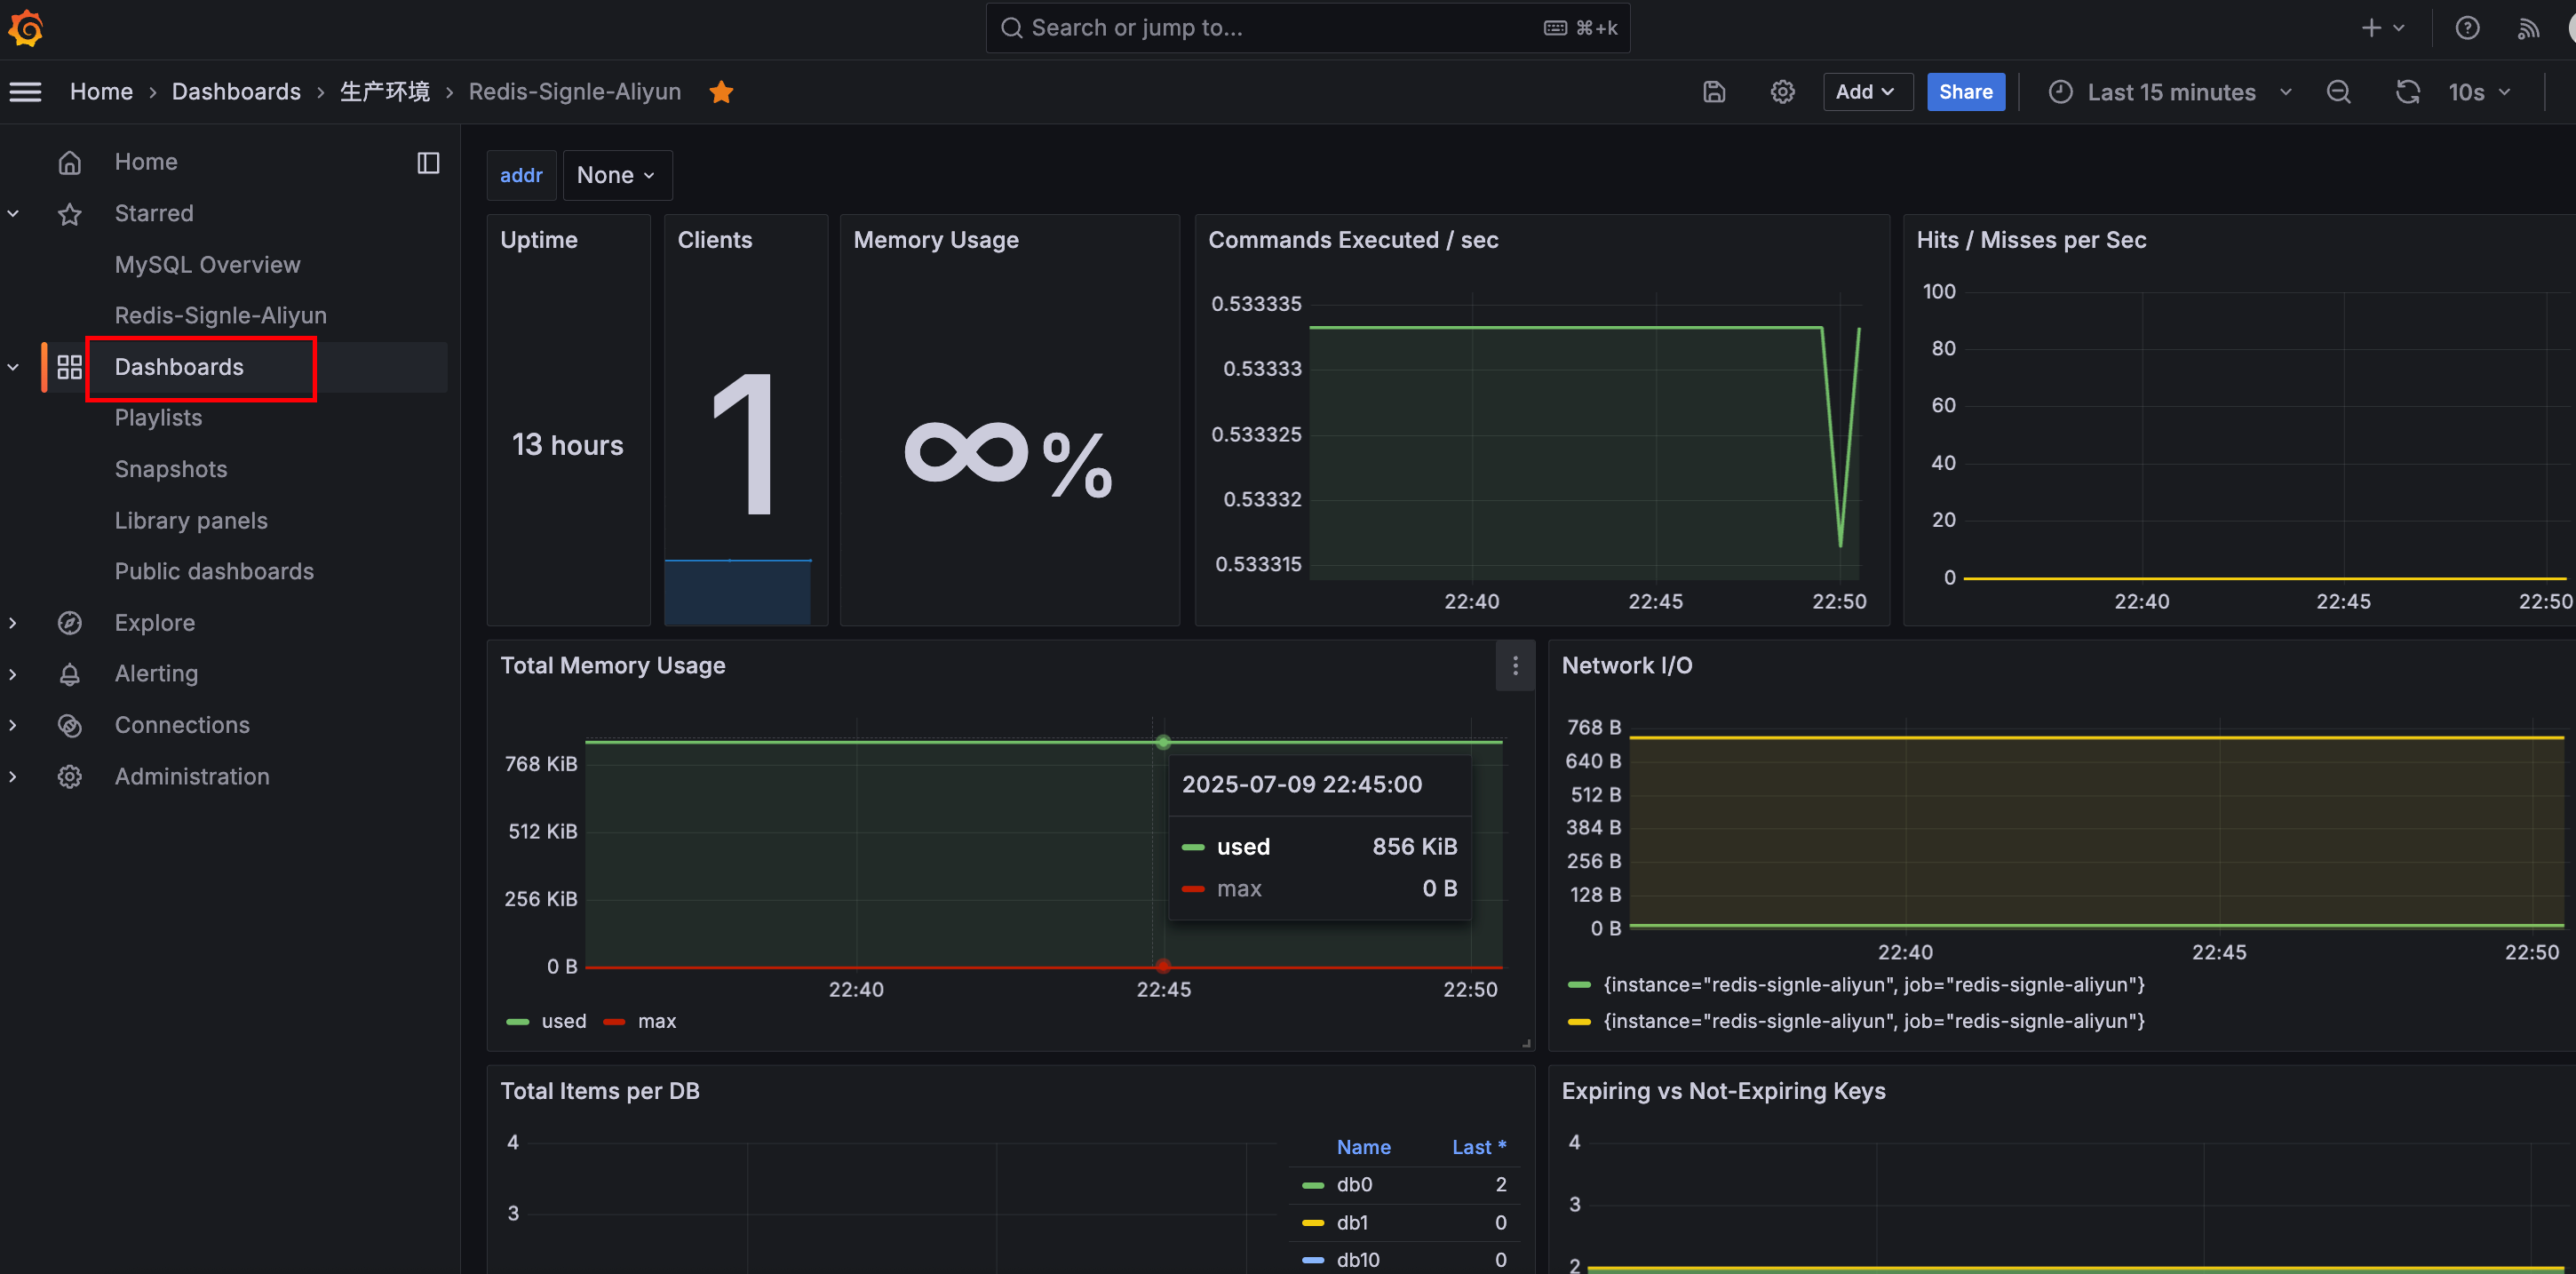 Search or jump to...
⌘+k
Home › Dashboards › 生产环境 › Redis-Signle-Aliyun
Add
Share
Last 15 minutes
10s
Home
Starred
MySQL Overview
Redis-Signle-Aliyun
Dashboards
Playlists
Snapshots
Library panels
Public dashboards
Explore
Alerting
Connections
Administration
addr
None
Uptime
13 hours
Clients
1
Memory Usage
∞%
Commands Executed / sec
0.533335
0.53333
0.533325
0.53332
0.533315
22:40
22:45
22:50
Hits / Misses per Sec
100
80
60
40
20
0
22:40
22:45
22:50
Total Memory Usage
768 KiB
512 KiB
256 KiB
0 B
22:40
22:45
22:50
2025-07-09 22:45:00
used 856 KiB
max 0 B
used
max
Network I/O
768 B
640 B
512 B
384 B
256 B
128 B
0 B
22:40
22:45
22:50
{instance="redis-signle-aliyun", job="redis-signle-aliyun"}
{instance="redis-signle-aliyun", job="redis-signle-aliyun"}
Total Items per DB
4
3
Name Last *
db0 2
db1 0
db10 0
Expiring vs Not-Expiring Keys
4
3
2